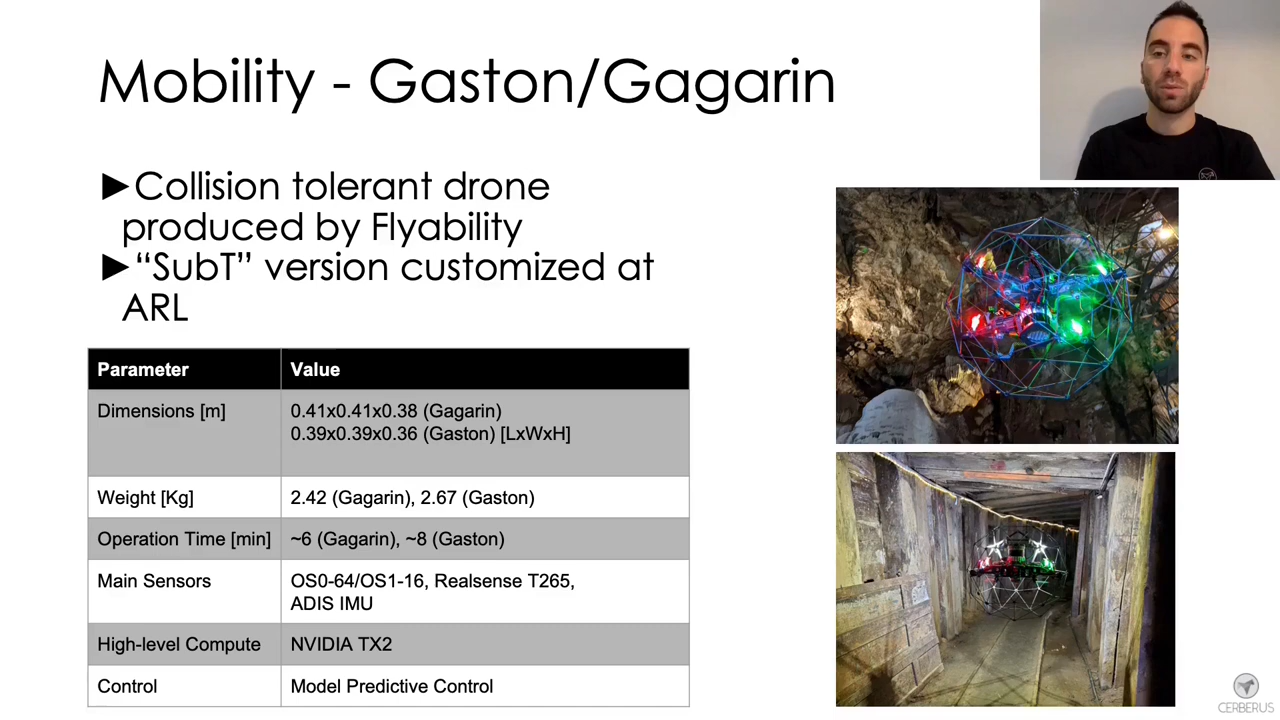 Mobility - Gaston/Gagarin
►Collision tolerant drone
produced by Flyability
►“SubT” version customized at
ARL
Parameter Value
Dimensions [m] 0.41x0.41x0.38 (Gagarin)
0.39x0.39x0.36 (Gaston) [LxWxH]
Weight [Kg] 2.42 (Gagarin), 2.67 (Gaston)
Operation Time [min] ~6 (Gagarin), ~8 (Gaston)
Main Sensors OS0-64/OS1-16, Realsense T265,
ADIS IMU
High-level Compute NVIDIA TX2
Control Model Predictive Control
CERBERUS